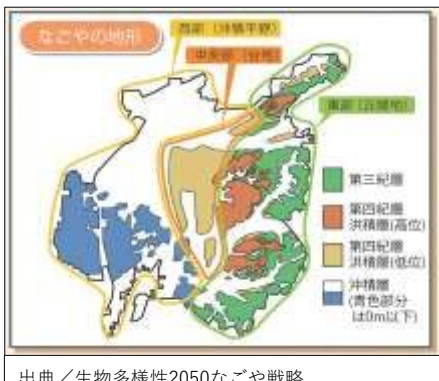 なごやの地形
西部（沖積平野）
中央部（台地）
東部（丘陵地）
第三紀層
第四紀層
洪積層(高位)
第四紀層
洪積層(低位)
沖積層
(青色部分
は0m以下)
出典／生物多様性2050なごや戦略